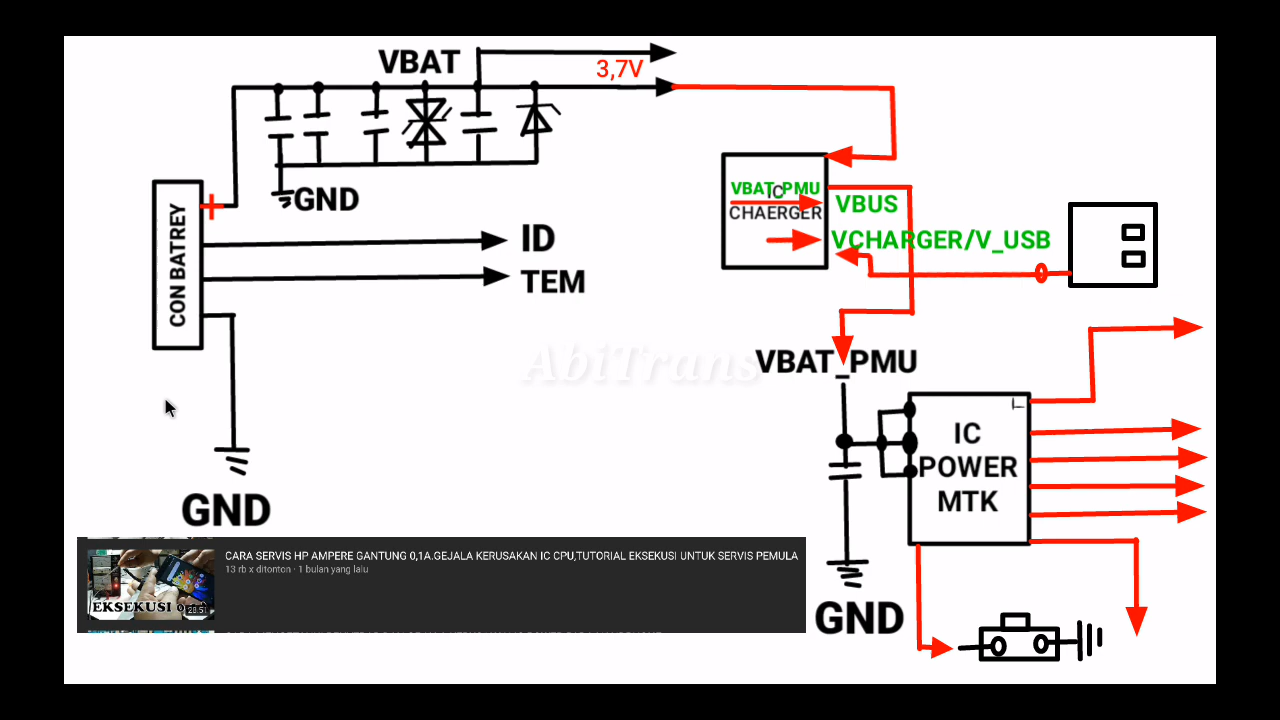 VBAT
3,7V
GND
CON BATREY
+
ID
TEM
GND
VBAT_PMU
IC
CHAERGER
VBUS
VCHARGER/V_USB
AbiTrans
VBAT_PMU
IC
POWER
MTK
GND
CARA SERVIS HP AMPERE GANTUNG 0,1A.GEJALA KERUSAKAN IC CPU,TUTORIAL EKSEKUSI UNTUK SERVIS PEMULA
13 rb x ditonton · 1 bulan yang lalu
EKSEKUSI
28:51